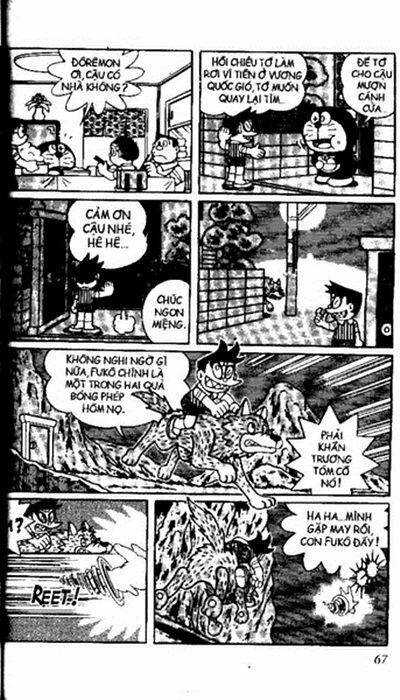 ĐÔRÊMON
ƠI, CẬU CÓ
NHÀ KHÔNG?
HỒI CHIỀU TỚ LÀM
RƠI VÍ TIỀN Ở VƯƠNG
QUỐC GIÓ, TỚ MUỐN
QUAY LẠI TÌM...
ĐỂ TỚ
CHO CẬU
MƯỢN
CÁNH
CỬA.
CẢM ƠN
CẬU NHÉ,
HÊ HÊ...
CHÚC
NGON
MIỆNG.
KHÔNG NGHI NGỜ GÌ
NỮA, FUKÔ CHÍNH LÀ
MỘT TRONG HAI QUẢ
BÓNG PHÉP
HÔM NỌ.
PHẢI
KHẨN
TRƯƠNG
TÓM CỔ
NÓ!
?
REET!
HA HA...MÌNH
GẶP MAY RỒI,
CON FUKÔ ĐÂY!
67